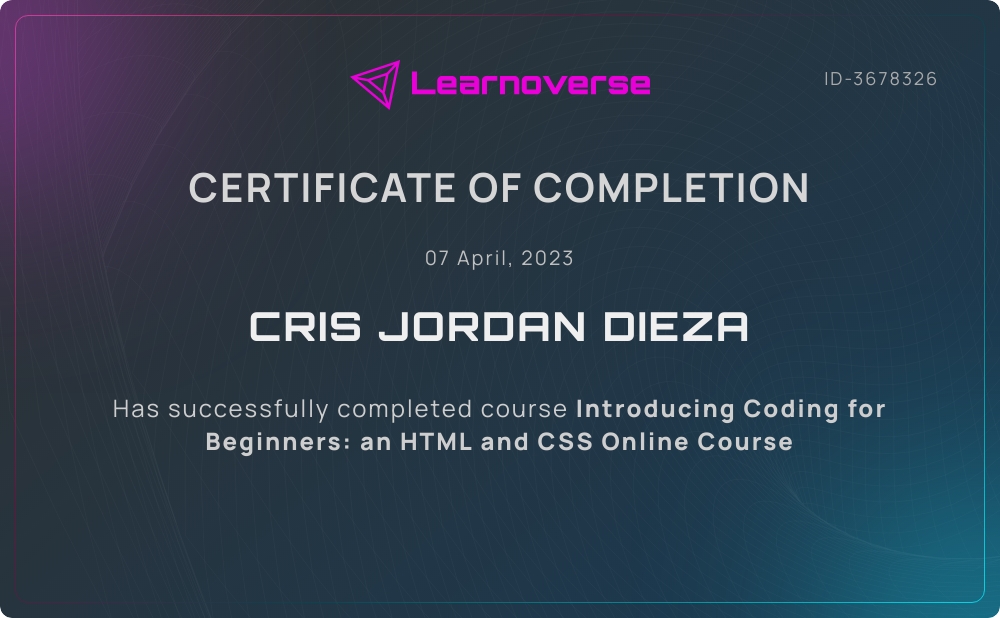 Learnoverse
ID-3678326
CERTIFICATE OF COMPLETION
07 April, 2023
CRIS JORDAN DIEZA
Has successfully completed course Introducing Coding for
Beginners: an HTML and CSS Online Course